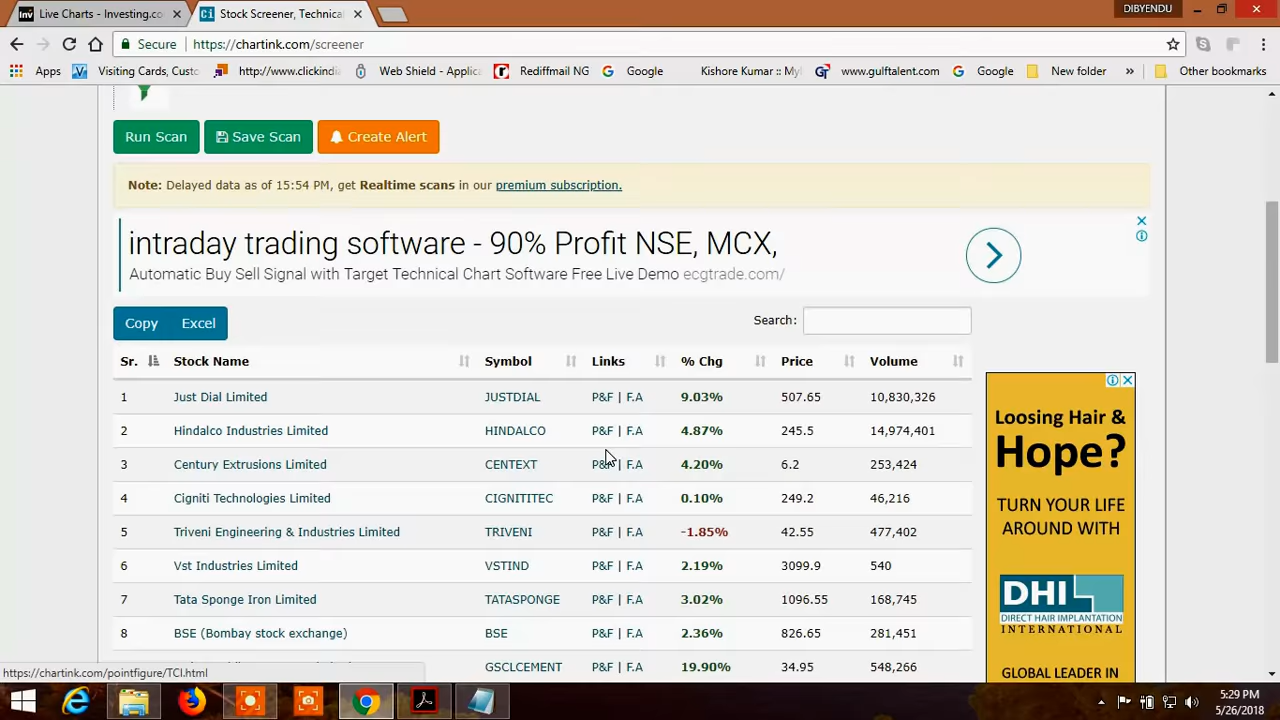 Live Charts - Investing.co
Stock Screener, Technica
DIBYENDU
Secure
https://chartink.com/screener
Apps
Visiting Cards, Custo
http://www.clickindi
Web Shield - Applica
Rediffmail NG
Google
Kishore Kumar :: My
www.gulftalent.com
Google
New folder
»
Other bookmarks
Run Scan
Save Scan
Create Alert
Note: Delayed data as of 15:54 PM, get Realtime scans in our premium subscription.
intraday trading software - 90% Profit NSE, MCX,
Automatic Buy Sell Signal with Target Technical Chart Software Free Live Demo ecgtrade.com/
Copy Excel
Search:
Sr. Stock Name Symbol Links % Chg Price Volume
1 Just Dial Limited JUSTDIAL P&F | F.A 9.03% 507.65 10,830,326
2 Hindalco Industries Limited HINDALCO P&F | F.A 4.87% 245.5 14,974,401
3 Century Extrusions Limited CENTEXT P&F | F.A 4.20% 6.2 253,424
4 Cigniti Technologies Limited CIGNITITEC P&F | F.A 0.10% 249.2 46,216
5 Triveni Engineering & Industries Limited TRIVENI P&F | F.A -1.85% 42.55 477,402
6 Vst Industries Limited VSTIND P&F | F.A 2.19% 3099.9 540
7 Tata Sponge Iron Limited TATASPONGE P&F | F.A 3.02% 1096.55 168,745
8 BSE (Bombay stock exchange) BSE P&F | F.A 2.36% 826.65 281,451
GSCLCEMENT P&F | F.A 19.90% 34.95 548,266
Loosing Hair &
Hope?
TURN YOUR LIFE
AROUND WITH
DHI
DIRECT HAIR IMPLANTATION
INTERNATIONAL
GLOBAL LEADER IN
https://chartink.com/pointfigure/TCI.html
5:29 PM
5/26/2018